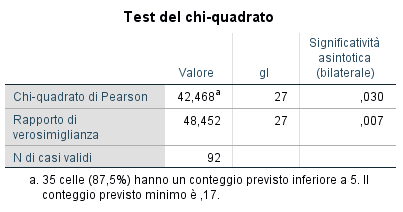 Test del chi-quadrato
Valore gl Significatività asintotica (bilaterale)
Chi-quadrato di Pearson 42,468a 27 ,030
Rapporto di verosimiglianza 48,452 27 ,007
N di casi validi 92
a. 35 celle (87,5%) hanno un conteggio previsto inferiore a 5. Il
conteggio previsto minimo è ,17.